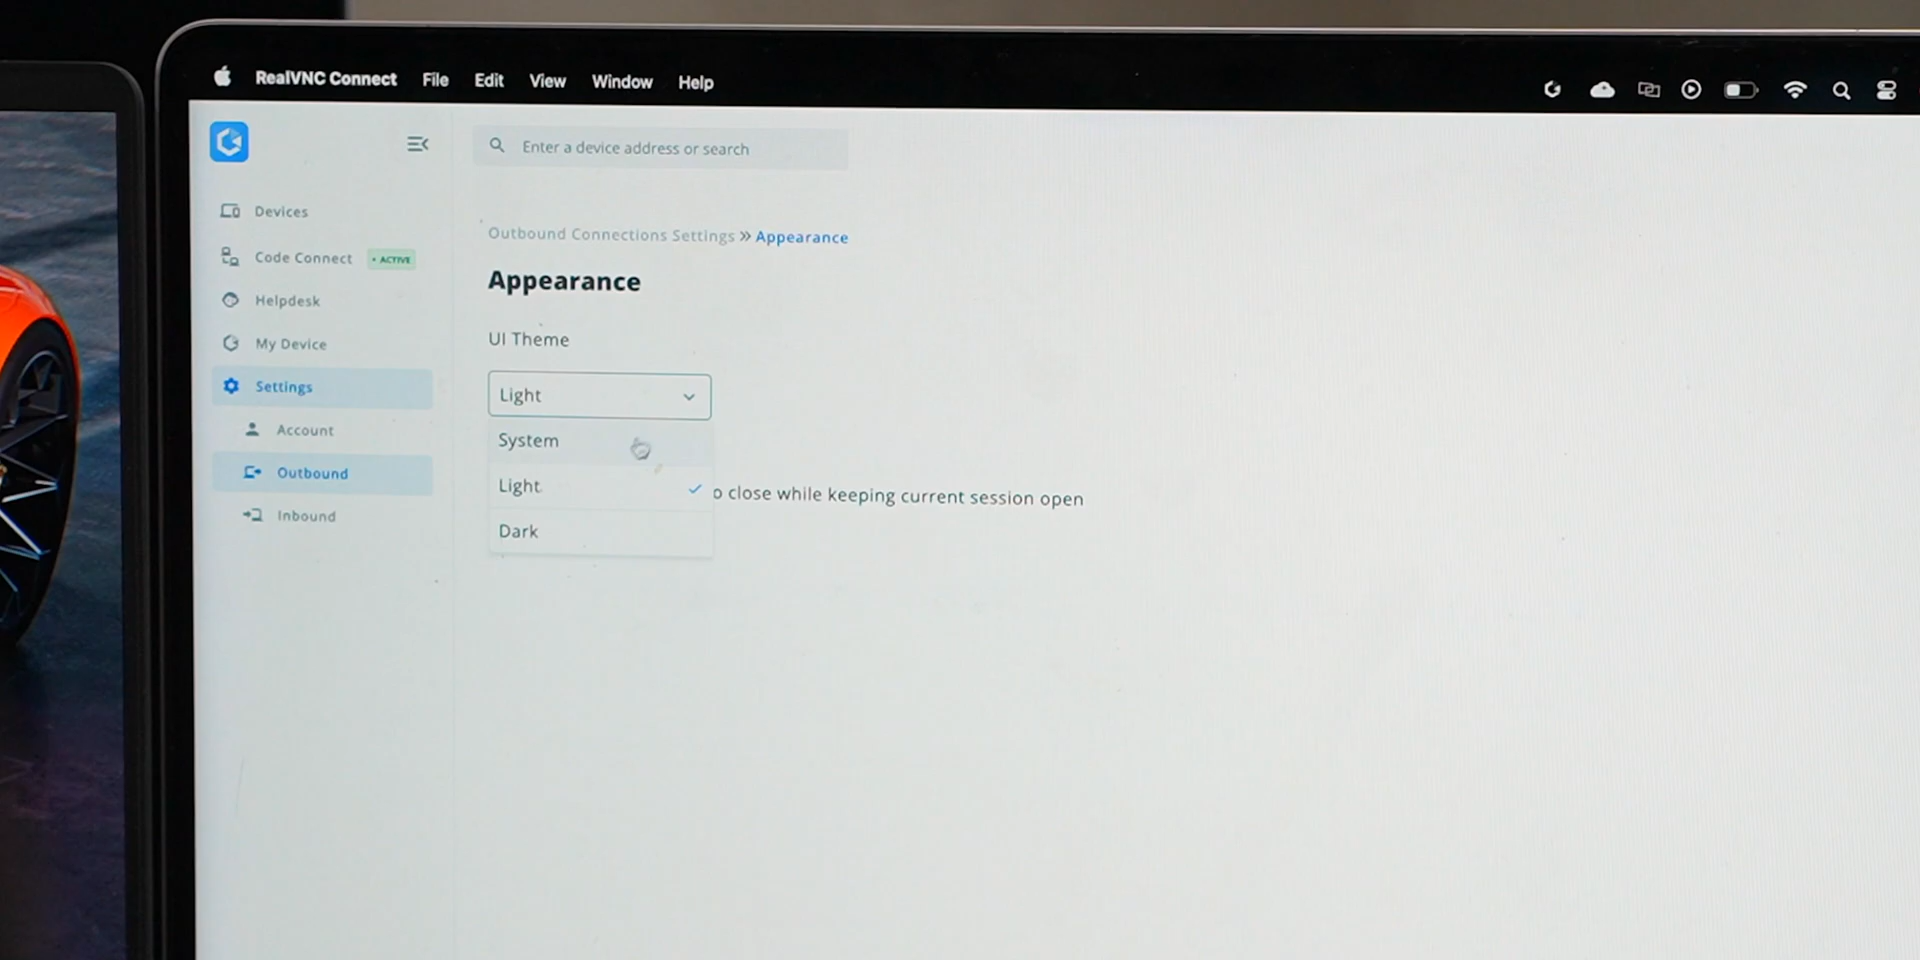 RealVNC Connect File Edit View Window Help
Enter a device address or search
Devices
Code Connect • ACTIVE
Helpdesk
My Device
Settings
Account
Outbound
Inbound
Outbound Connections Settings » Appearance
Appearance
UI Theme
Light
System
Light
Dark
o close while keeping current session open